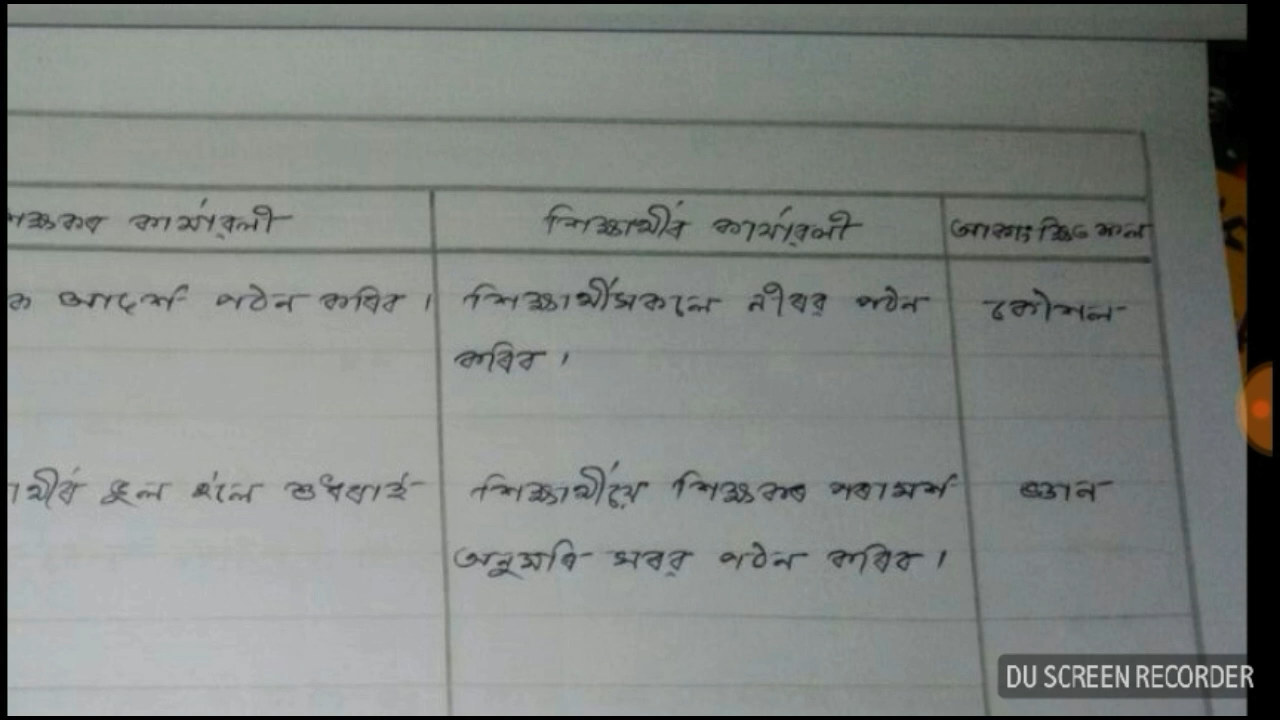 কাৰ্যাৱলী শিক্ষাৰ্থীৰ কাৰ্যাৱলী আকাংক্ষিত ফল
আদৰ্শ পঠন কৰিব। শিক্ষাৰ্থীসকলে নীৰৱ পঠন কৌশল
কৰিব।
ভুল হ'লে শুধৰাই শিক্ষাৰ্থীয়ে শিক্ষকৰ পৰামৰ্শ জ্ঞান
অনুসৰি সৰৱ পঠন কৰিব।
DU SCREEN RECORDER